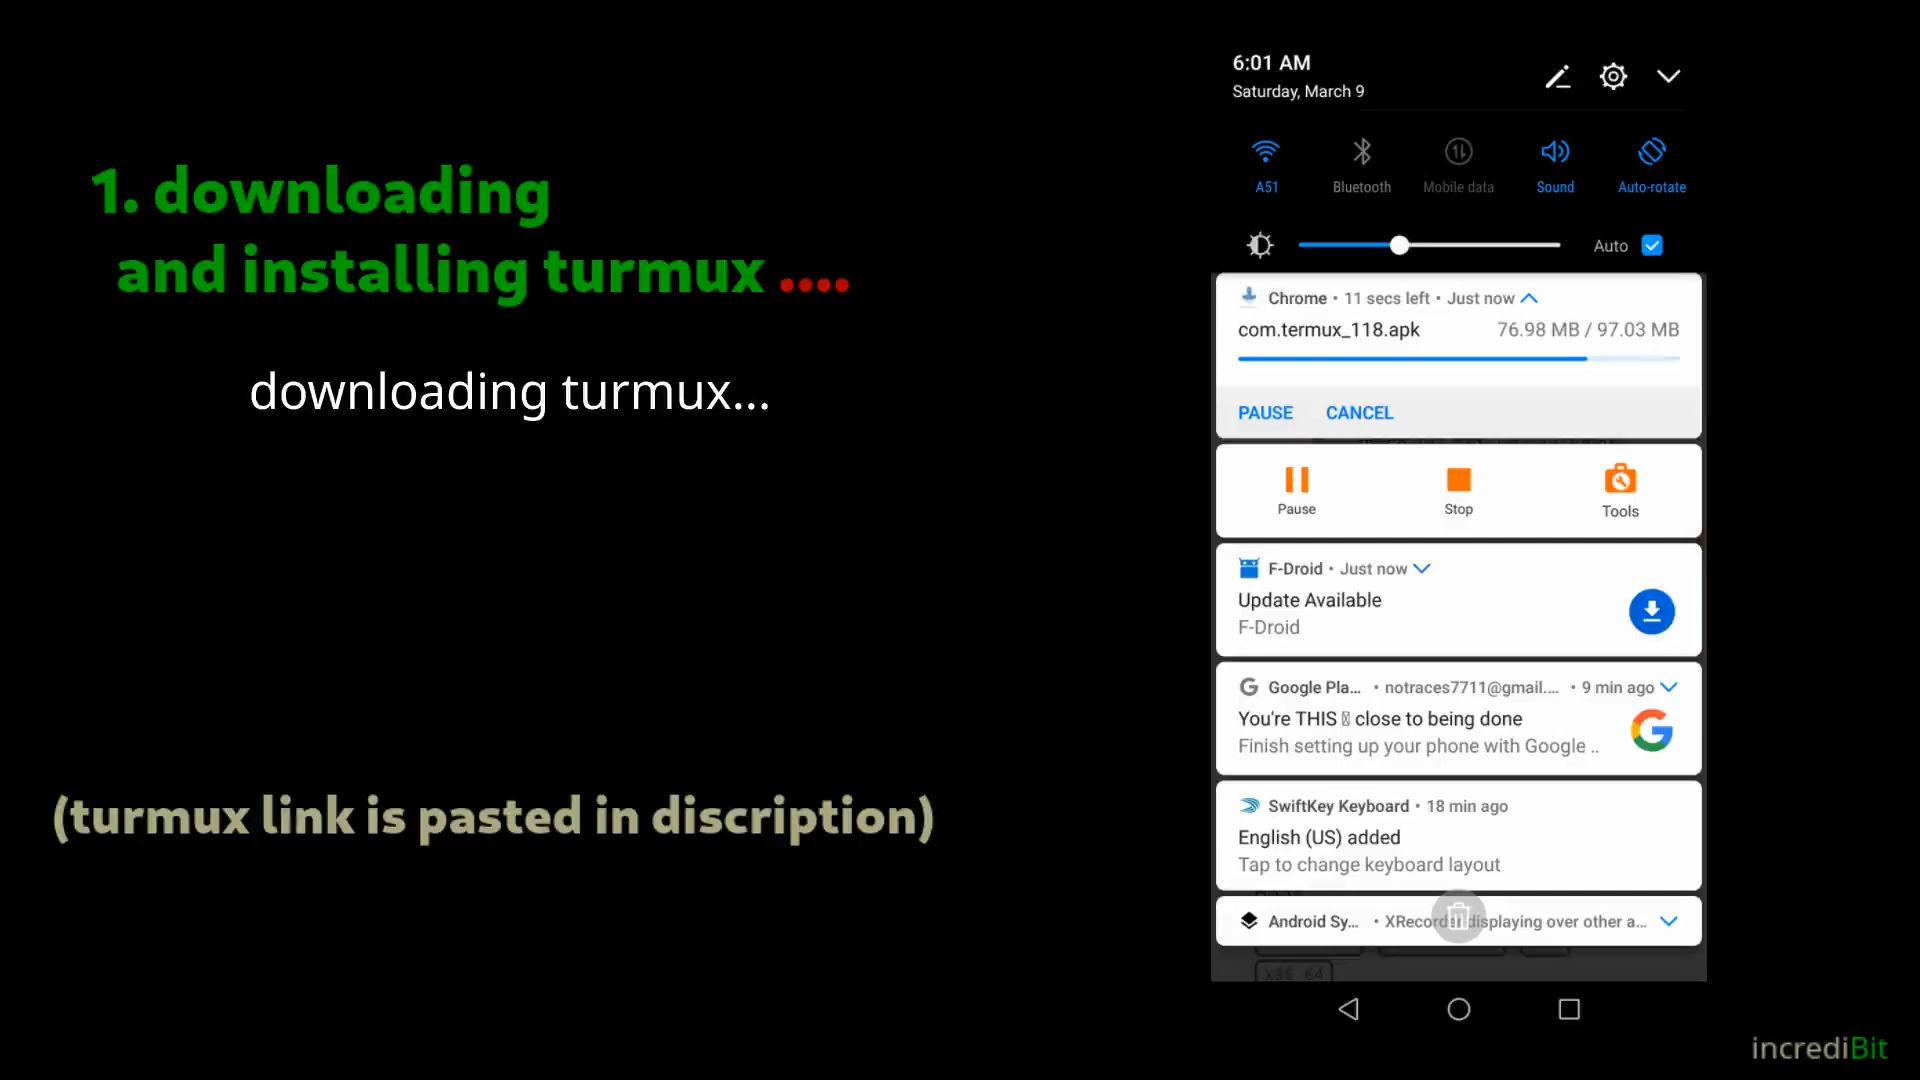 1. downloading
and installing turmux ....
downloading turmux...
(turmux link is pasted in discription)
6:01 AM
Saturday, March 9
A51
Bluetooth
Mobile data
Sound
Auto-rotate
Auto
Chrome • 11 secs left • Just now
com.termux_118.apk 76.98 MB / 97.03 MB
PAUSE CANCEL
Pause
Stop
Tools
F-Droid • Just now
Update Available
F-Droid
Google Pla... • notraces7711@gmail.... • 9 min ago
You're THIS close to being done
Finish setting up your phone with Google ..
SwiftKey Keyboard • 18 min ago
English (US) added
Tap to change keyboard layout
Android Sy... • XRecorder displaying over other a...
incrediBit